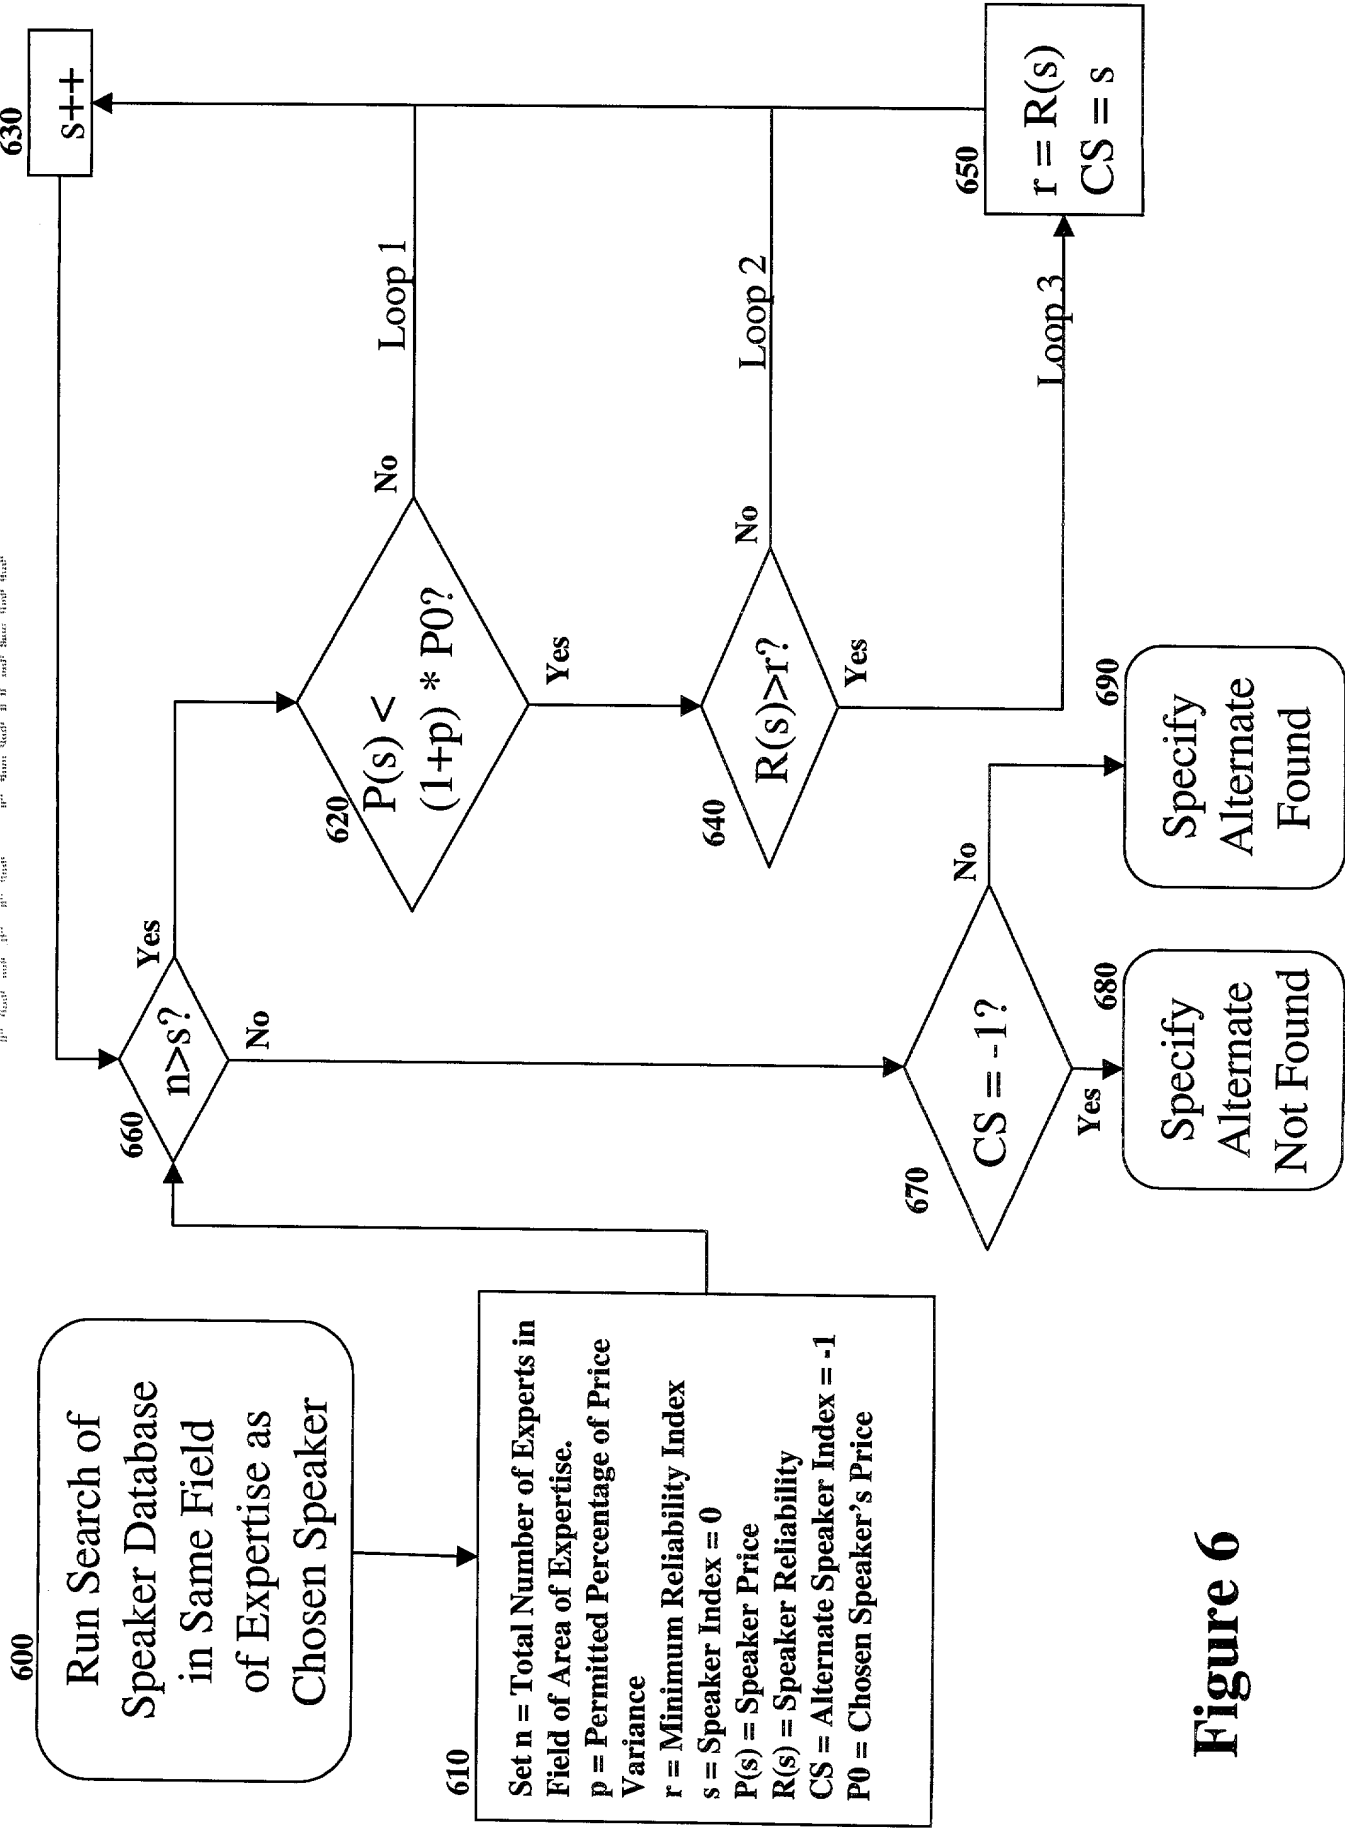 600
Run Search of
Speaker Database
in Same Field
of Expertise as
Chosen Speaker
610
Set n = Total Number of Experts in
Field of Area of Expertise.
p = Permitted Percentage of Price
Variance
r = Minimum Reliability Index
s = Speaker Index = 0
P(s) = Speaker Price
R(s) = Speaker Reliability
CS = Alternate Speaker Index = -1
P0 = Chosen Speaker's Price
660
n>s?
Yes
No
620
P(s) <
(1+p) * P0?
No
Yes
Loop 1
630
s++
640
R(s)>r?
No
Yes
Loop 2
Loop 3
650
r = R(s)
CS = s
670
CS = -1?
No
Yes
680
Specify
Alternate
Not Found
690
Specify
Alternate
Found
Figure 6